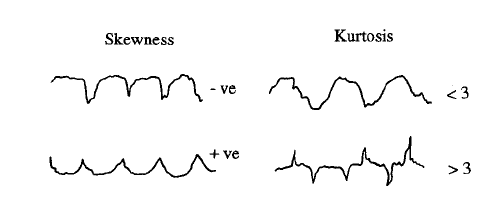 Skewness
Kurtosis
- ve
< 3
+ ve
> 3